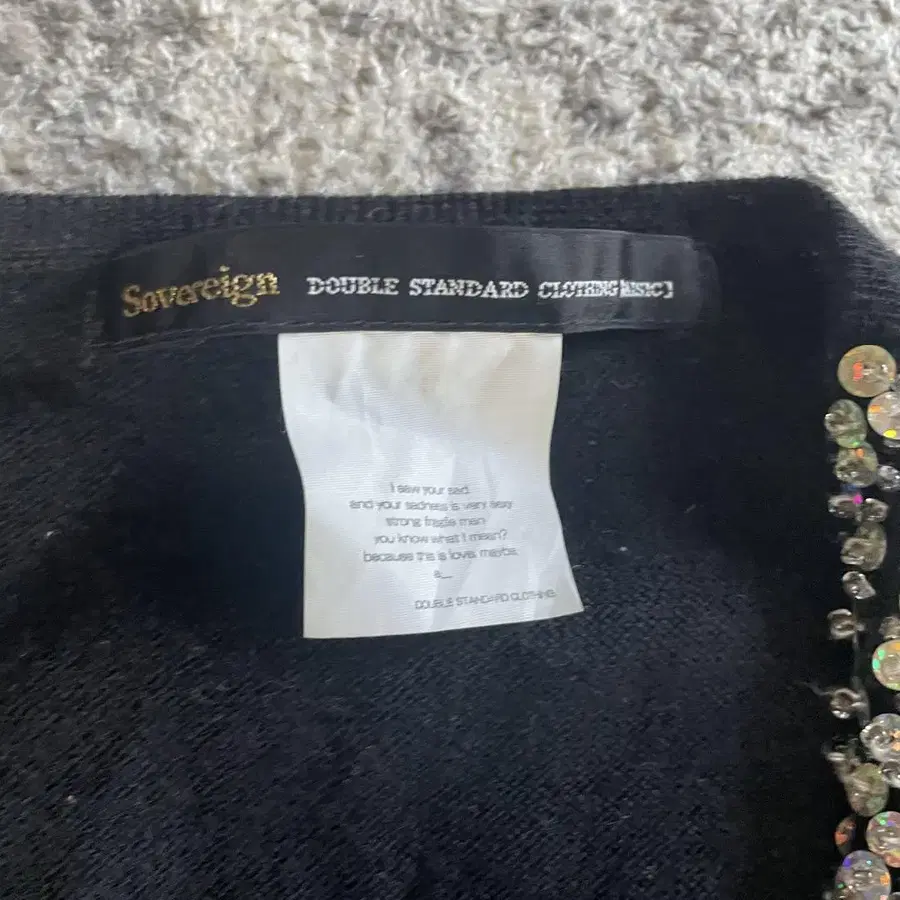 Sovereign DOUBLE STANDARD CLOTHING
I saw your sad.
and your sadness is very sexy
strong fragile man
you know what I mean?
because this is love. maybe.
a__
DOUBLE STANDARD CLOTHING